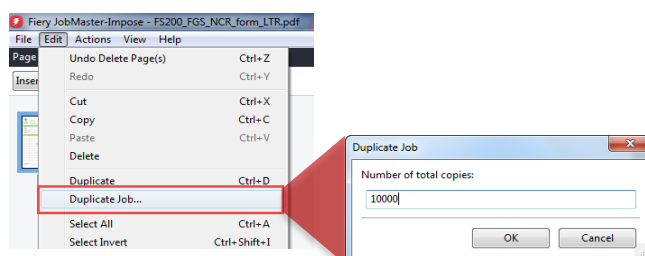 Fiery JobMaster-Impose - FS200_FGS_NCR_form_LTR.pdf
File Edit Actions View Help
Page
Undo Delete Page(s) Ctrl+Z
Redo Ctrl+Y
Inser
Cut Ctrl+X
Copy Ctrl+C
Paste Ctrl+V
Delete
Duplicate Ctrl+D
Duplicate Job...
Select All Ctrl+A
Select Invert Ctrl+Shift+I
Duplicate Job
Number of total copies:
10000
OK Cancel